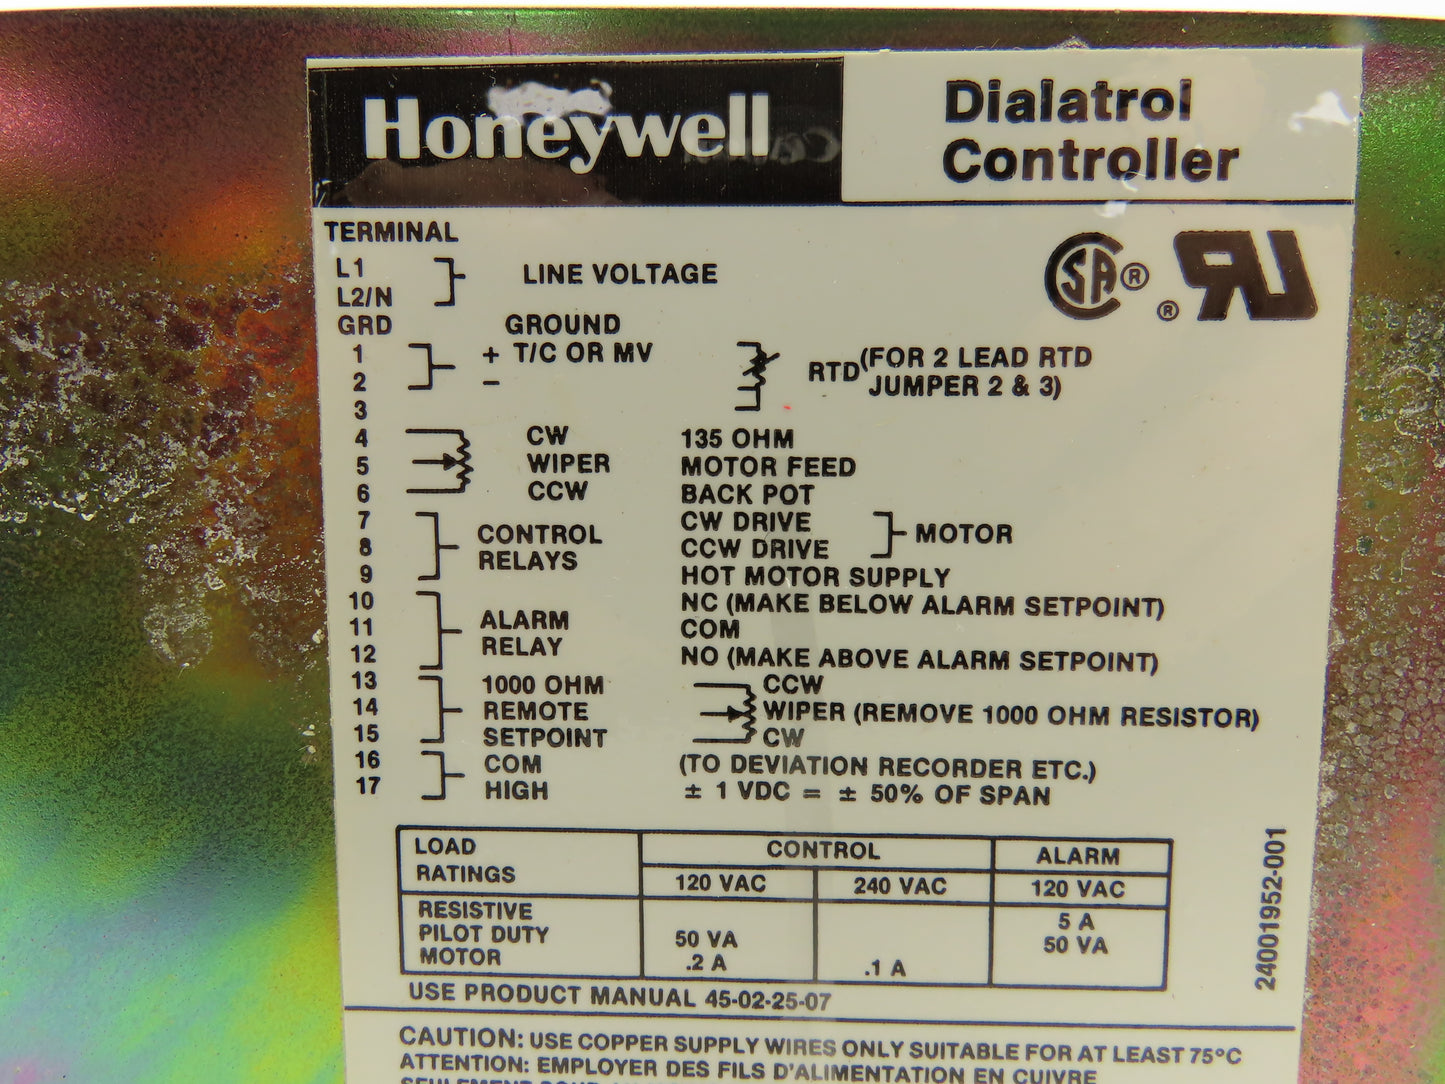 Honeywell
Dialatrol
Controller
TERMINAL
L1 LINE VOLTAGE
L2/N
GRD GROUND
1 + T/C OR MV RTD (FOR 2 LEAD RTD
2 – JUMPER 2 & 3)
3
4 CW 135 OHM
5 WIPER MOTOR FEED
6 CCW BACK POT
7 CONTROL CW DRIVE MOTOR
8 RELAYS CCW DRIVE
9 HOT MOTOR SUPPLY
10 ALARM NC (MAKE BELOW ALARM SETPOINT)
11 RELAY COM
12 NO (MAKE ABOVE ALARM SETPOINT)
13 1000 OHM CCW
14 REMOTE WIPER (REMOVE 1000 OHM RESISTOR)
15 SETPOINT CW
16 COM (TO DEVIATION RECORDER ETC.)
17 HIGH ± 1 VDC = ± 50% OF SPAN
SA ®
® UR
LOAD CONTROL ALARM
RATINGS 120 VAC 240 VAC 120 VAC
RESISTIVE 5 A
PILOT DUTY 50 VA 50 VA
MOTOR .2 A .1 A
USE PRODUCT MANUAL 45-02-25-07
24001952-001
CAUTION: USE COPPER SUPPLY WIRES ONLY SUITABLE FOR AT LEAST 75°C
ATTENTION: EMPLOYER DES FILS D'ALIMENTATION EN CUIVRE